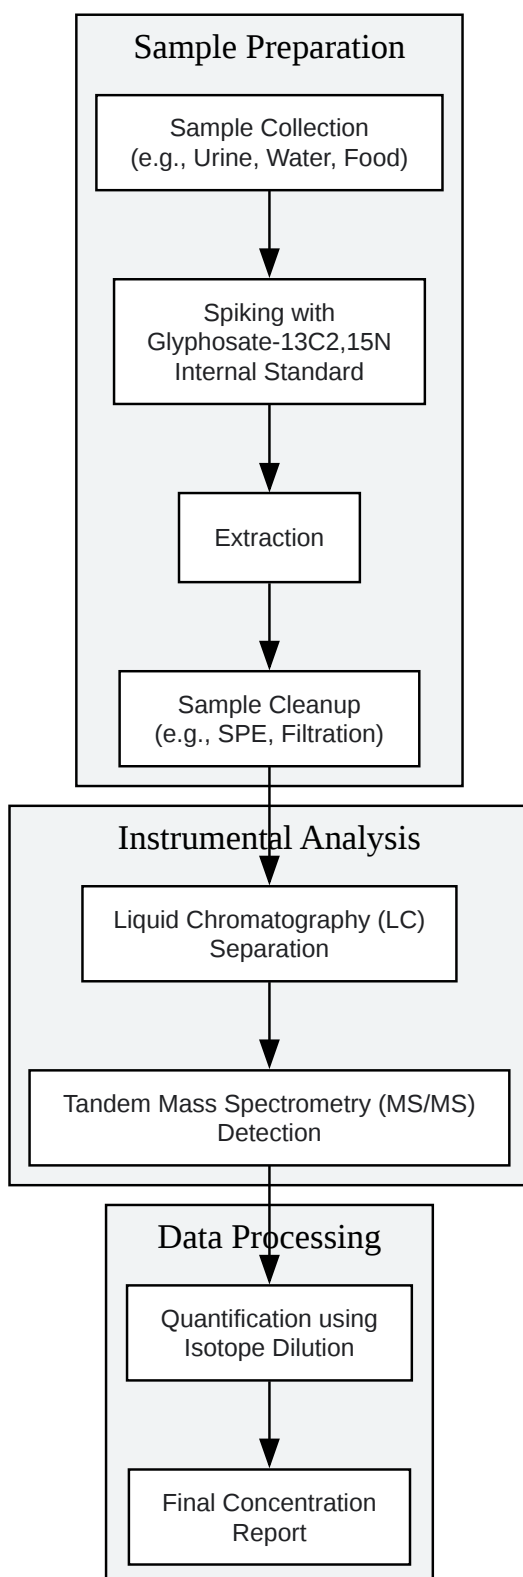 Sample Preparation
Sample Collection
(e.g., Urine, Water, Food)
Spiking with
Glyphosate-13C2,15N
Internal Standard
Extraction
Sample Cleanup
(e.g., SPE, Filtration)
Instrumental Analysis
Liquid Chromatography (LC)
Separation
Tandem Mass Spectrometry (MS/MS)
Detection
Data Processing
Quantification using
Isotope Dilution
Final Concentration
Report